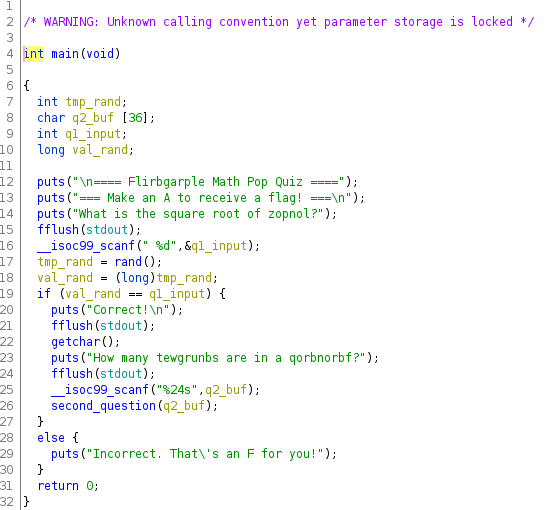 1
2 /* WARNING: Unknown calling convention yet parameter storage is locked */
3
4 int main(void)
5
6 {
7   int tmp_rand;
8   char q2_buf [36];
9   int q1_input;
10   long val_rand;
11
12   puts("\n==== Flirbgarple Math Pop Quiz ====");
13   puts("=== Make an A to receive a flag! ===\n");
14   puts("What is the square root of zopnol?");
15   fflush(stdout);
16   __isoc99_scanf(" %d",&q1_input);
17   tmp_rand = rand();
18   val_rand = (long)tmp_rand;
19   if (val_rand == q1_input) {
20     puts("Correct!\n");
21     fflush(stdout);
22     getchar();
23     puts("How many tewgrunbs are in a qorbnorbf?");
24     fflush(stdout);
25     __isoc99_scanf("%24s",q2_buf);
26     second_question(q2_buf);
27   }
28   else {
29     puts("Incorrect. That\'s an F for you!");
30   }
31   return 0;
32 }